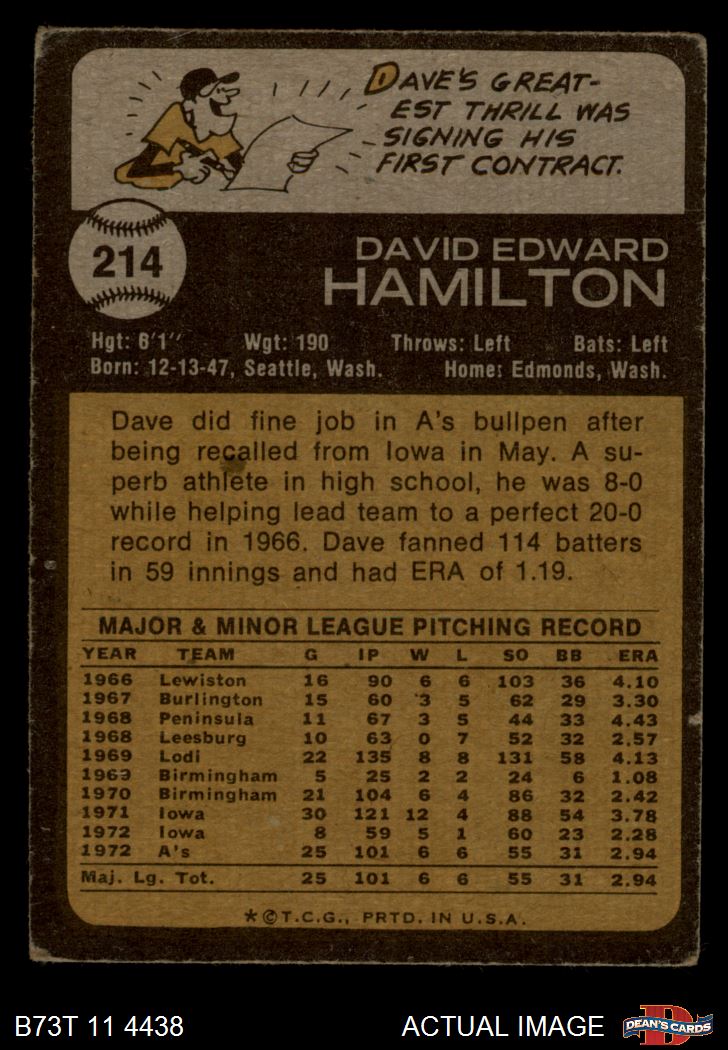 DAVE'S GREAT-
EST THRILL WAS
SIGNING HIS
FIRST CONTRACT.
214
DAVID EDWARD
HAMILTON
Hgt: 6'1" Wgt: 190 Throws: Left Bats: Left
Born: 12-13-47, Seattle, Wash. Home: Edmonds, Wash.
Dave did fine job in A's bullpen after
being recalled from Iowa in May. A su-
perb athlete in high school, he was 8-0
while helping lead team to a perfect 20-0
record in 1966. Dave fanned 114 batters
in 59 innings and had ERA of 1.19.
MAJOR & MINOR LEAGUE PITCHING RECORD
YEAR TEAM G IP W L SO BB ERA
1966 Lewiston 16 90 6 6 103 36 4.10
1967 Burlington 15 60 3 5 62 29 3.30
1968 Peninsula 11 67 3 5 44 33 4.43
1968 Leesburg 10 63 0 7 52 32 2.57
1969 Lodi 22 135 8 8 131 58 4.13
1969 Birmingham 5 25 2 2 24 6 1.08
1970 Birmingham 21 104 6 4 86 32 2.42
1971 Iowa 30 121 12 4 88 54 3.78
1972 Iowa 8 59 5 1 60 23 2.28
1972 A's 25 101 6 6 55 31 2.94
Maj. Lg. Tot. 25 101 6 6 55 31 2.94
*©T.C.G., PRTD. IN U.S.A.
B73T 11 4438 ACTUAL IMAGE DEAN'S CARDS